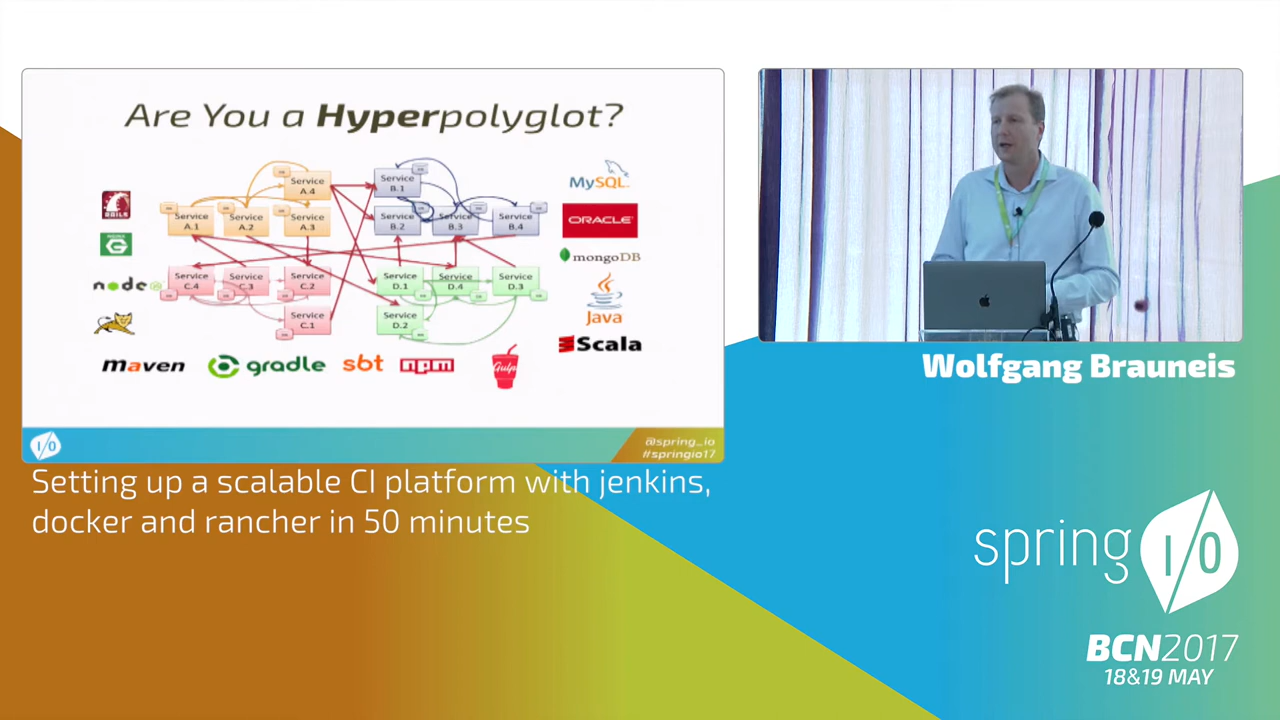 Are You a Hyperpolyglot?
Service A.4
Service B.1
Service A.1
Service A.2
Service A.3
Service B.2
Service B.3
Service B.4
Service C.4
Service C.3
Service C.2
Service C.1
Service D.1
Service D.4
Service D.3
Service D.2
RAILS
G
node
MySQL
ORACLE
mongoDB
Java
Scala
maven
gradle
sbt
npm
Gulp
I/O
@spring_io
#springio17
Setting up a scalable CI platform with jenkins,
docker and rancher in 50 minutes
Wolfgang Brauneis
spring I/O
BCN2017
18&19 MAY